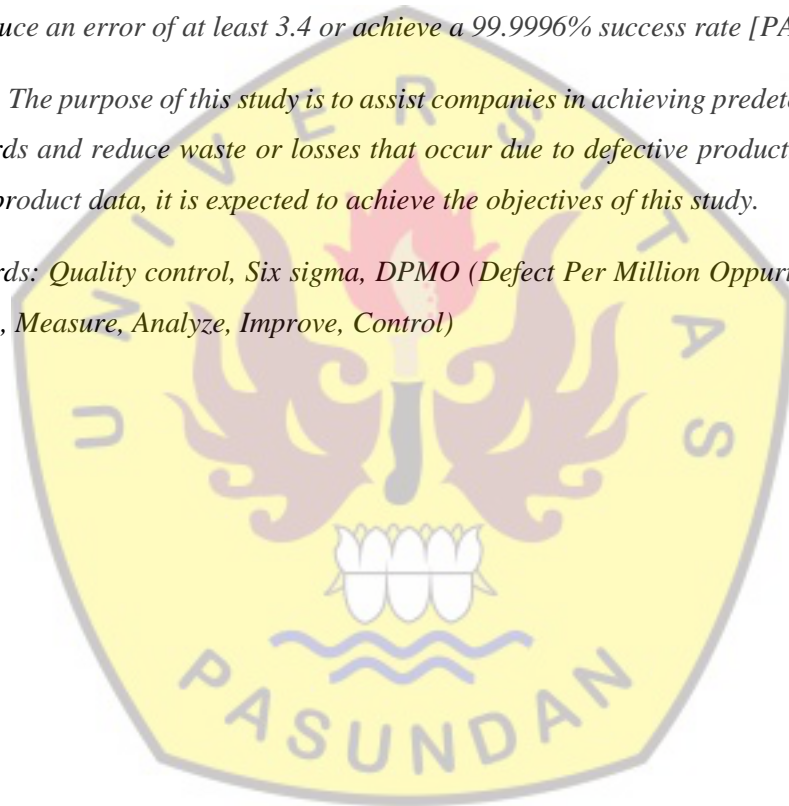 uce an error of at least 3.4 or achieve a 99.9996% success rate [PA
The purpose of this study is to assist companies in achieving predete
rds and reduce waste or losses that occur due to defective product
product data, it is expected to achieve the objectives of this study.
rds: Quality control, Six sigma, DPMO (Defect Per Million Oppuri
, Measure, Analyze, Improve, Control)
UNIVERSITAS
PASUNDAN